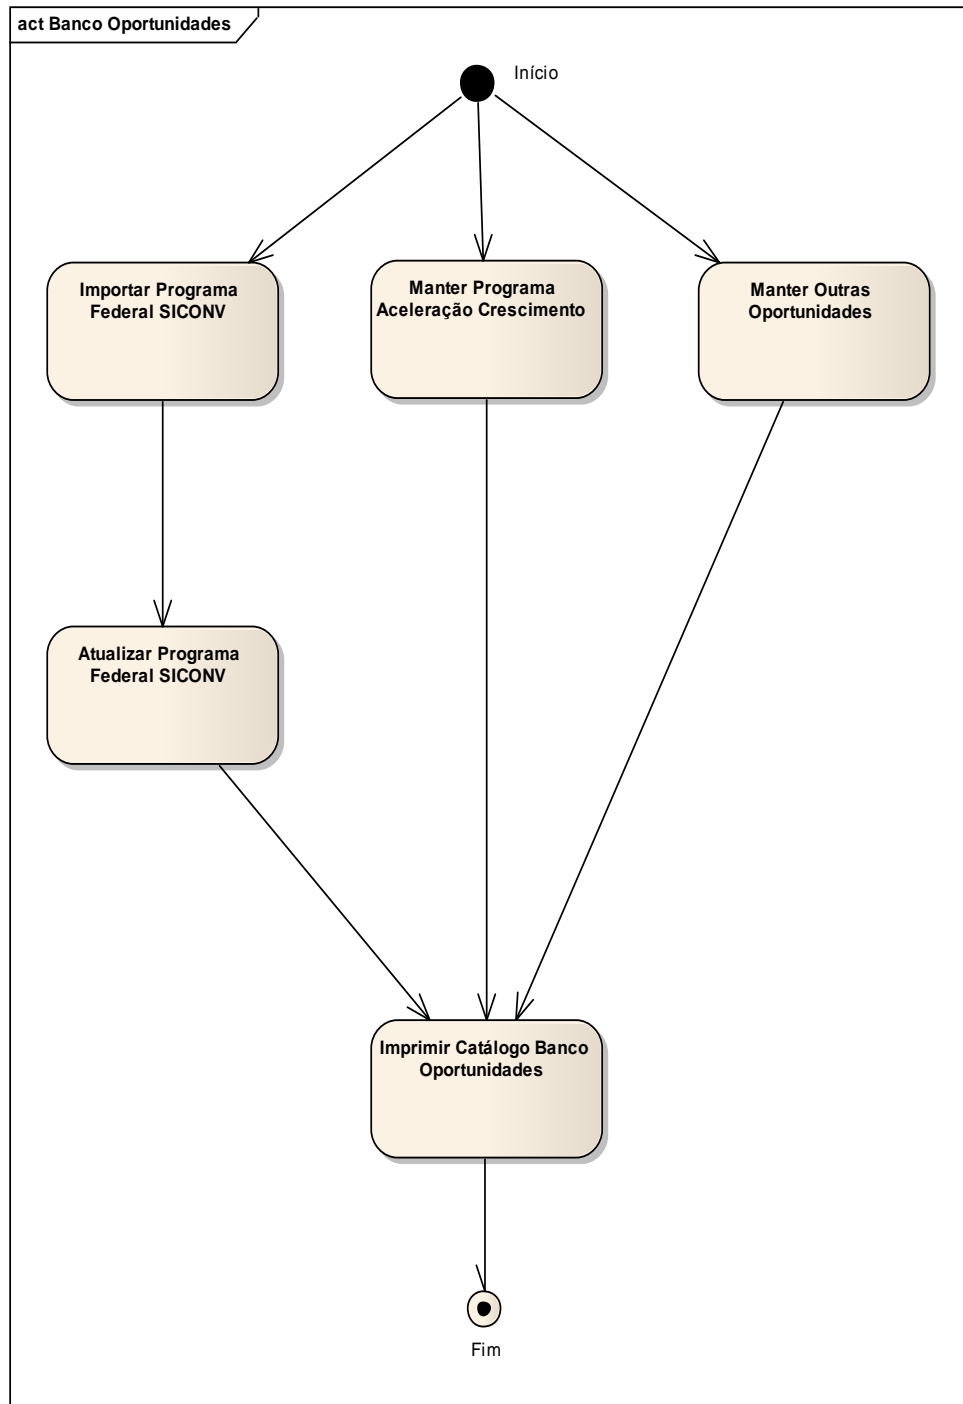 act Banco Oportunidades
Início
Importar Programa
Federal SICONV
Manter Programa
Aceleração Crescimento
Manter Outras
Oportunidades
Atualizar Programa
Federal SICONV
Imprimir Catálogo Banco
Oportunidades
Fim